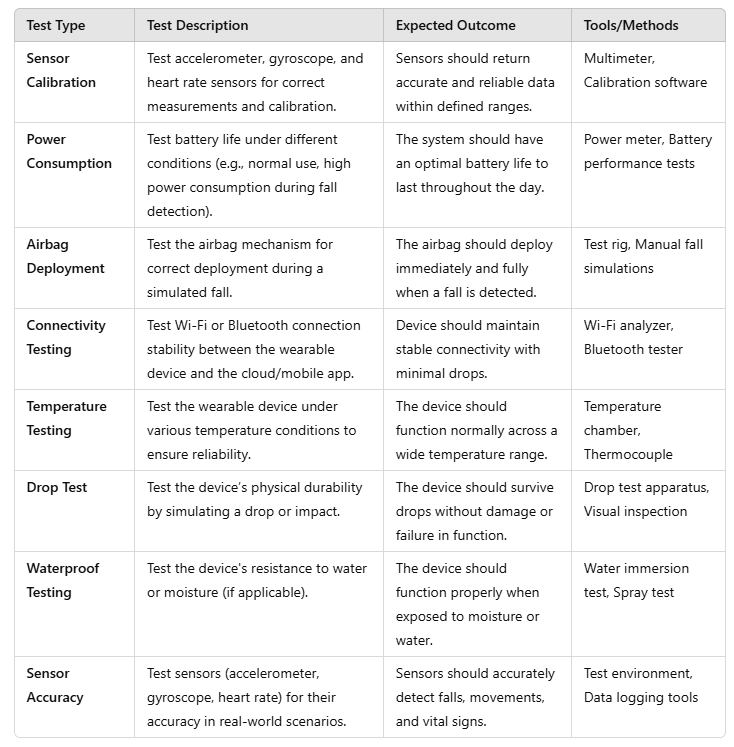 Test Type Test Description Expected Outcome Tools/Methods
Sensor Calibration
Test accelerometer, gyroscope, and
heart rate sensors for correct
measurements and calibration.
Sensors should return
accurate and reliable data
within defined ranges.
Multimeter,
Calibration software
Power Consumption
Test battery life under different
conditions (e.g., normal use, high
power consumption during fall
detection).
The system should have
an optimal battery life to
last throughout the day.
Power meter, Battery
performance tests
Airbag
Deployment
Test the airbag mechanism for
correct deployment during a
simulated fall.
The airbag should deploy
immediately and fully
when a fall is detected.
Test rig, Manual fall
simulations
Connectivity
Testing
Test Wi-Fi or Bluetooth connection
stability between the wearable
device and the cloud/mobile app.
Device should maintain
stable connectivity with
minimal drops.
Wi-Fi analyzer,
Bluetooth tester
Temperature
Testing
Test the wearable device under
various temperature conditions to
ensure reliability.
The device should
function normally across a
wide temperature range.
Temperature
chamber,
Thermocouple
Drop Test
Test the device’s physical durability
by simulating a drop or impact.
The device should survive
drops without damage or
failure in function.
Drop test apparatus,
Visual inspection
Waterproof
Testing
Test the device's resistance to water
or moisture (if applicable).
The device should
function properly when
exposed to moisture or
water.
Water immersion
test, Spray test
Sensor
Accuracy
Test sensors (accelerometer,
gyroscope, heart rate) for their
accuracy in real-world scenarios.
Sensors should accurately
detect falls, movements,
and vital signs.
Test environment,
Data logging tools